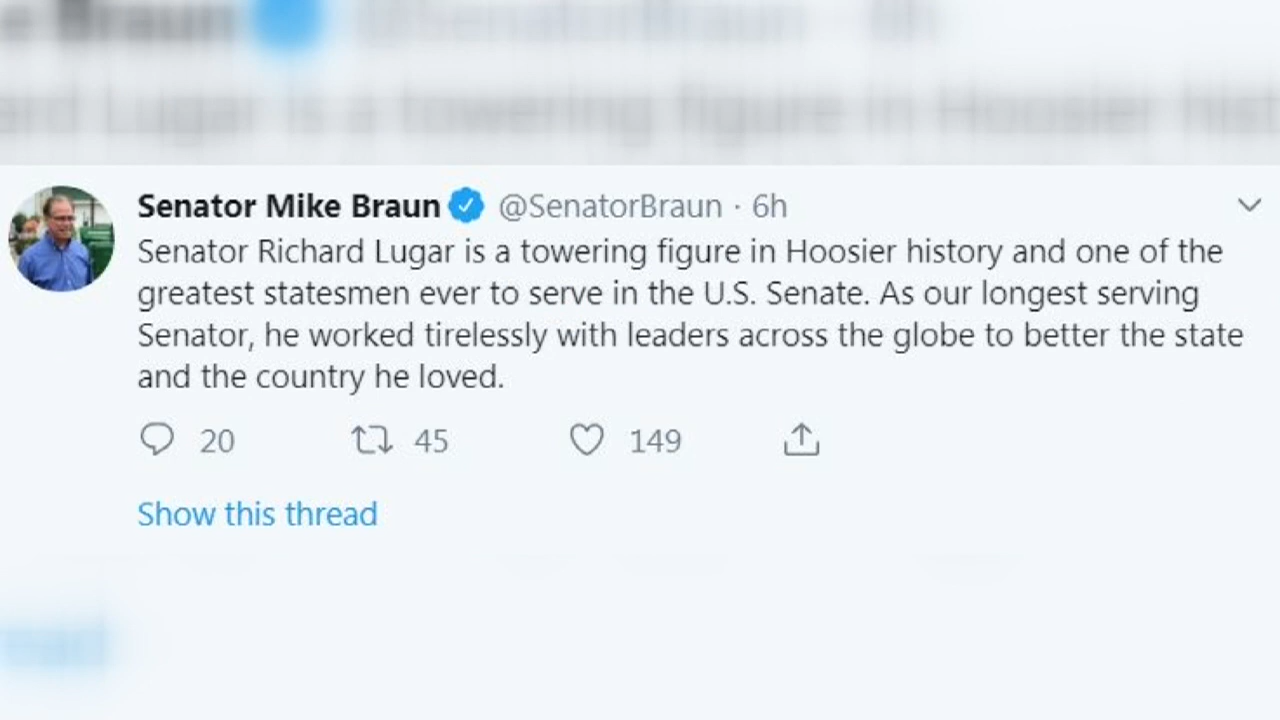 Senator Mike Braun @SenatorBraun · 6h
Senator Richard Lugar is a towering figure in Hoosier history and one of the
greatest statesmen ever to serve in the U.S. Senate. As our longest serving
Senator, he worked tirelessly with leaders across the globe to better the state
and the country he loved.
20 45 149
Show this thread